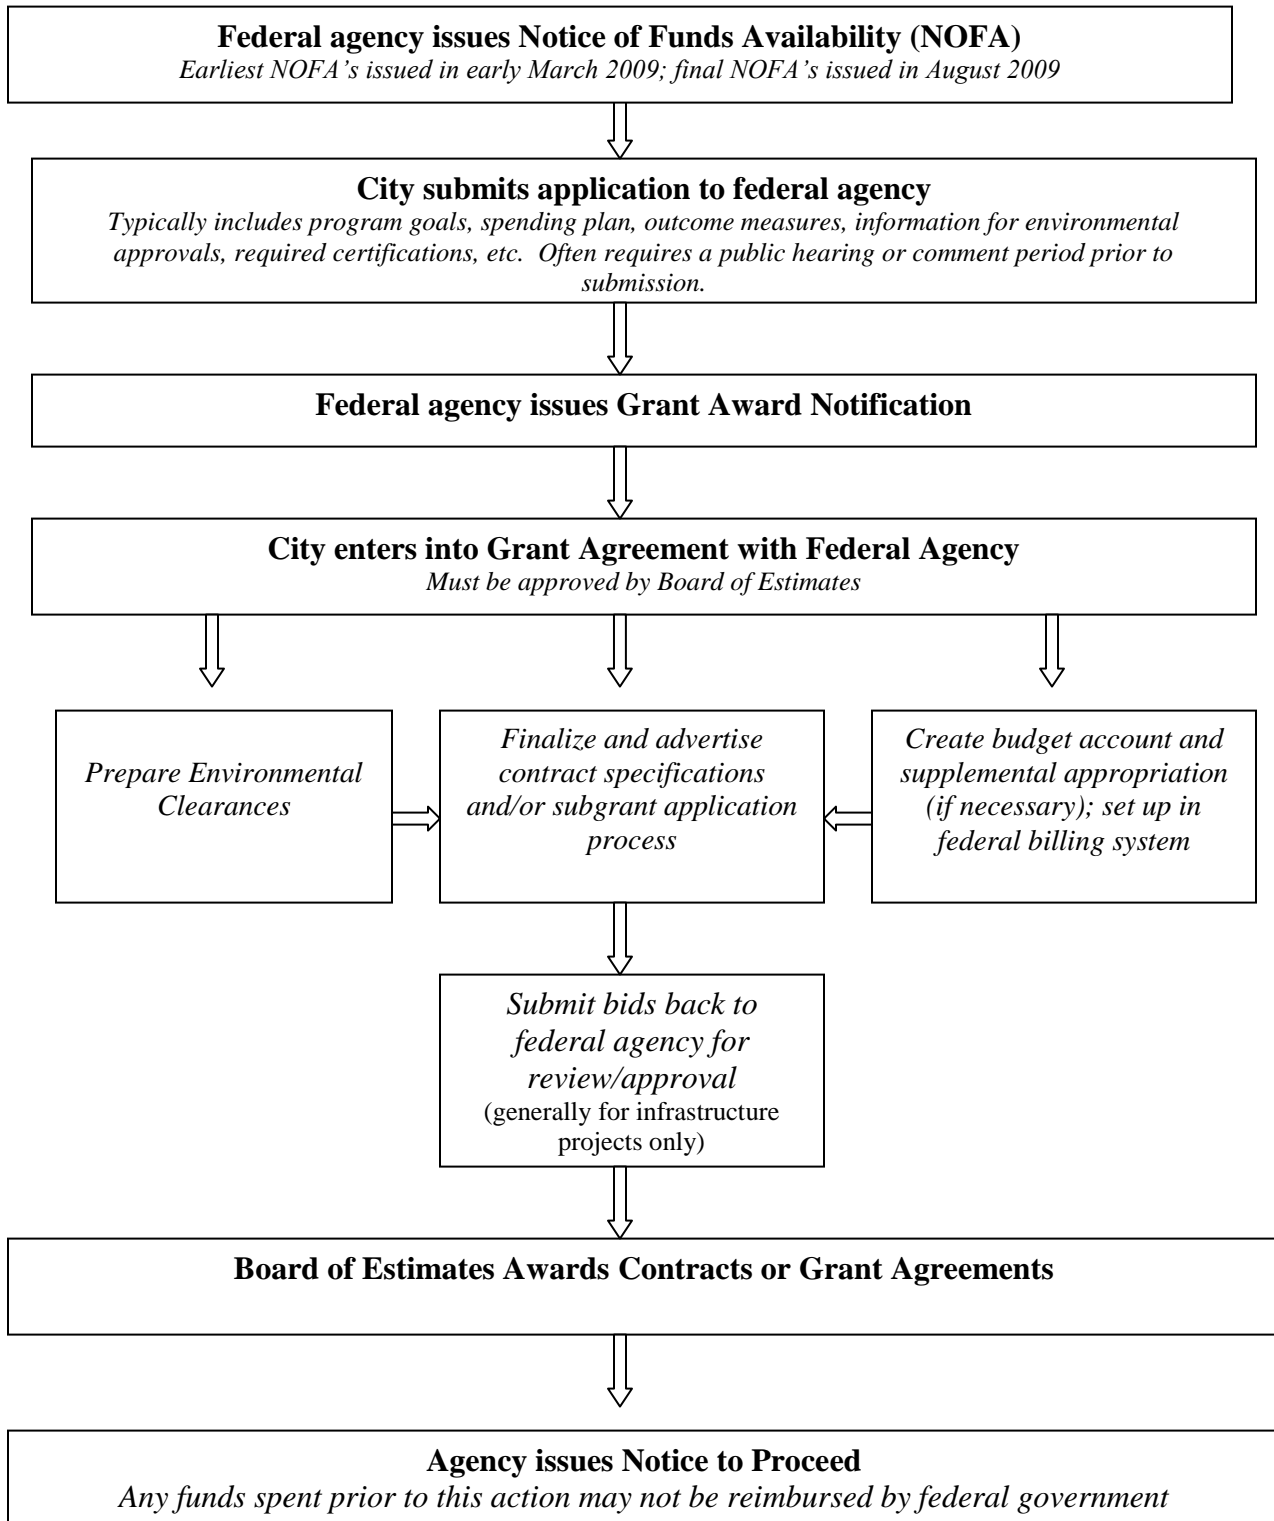 Federal agency issues Notice of Funds Availability (NOFA)
Earliest NOFA’s issued in early March 2009; final NOFA’s issued in August 2009
City submits application to federal agency
Typically includes program goals, spending plan, outcome measures, information for environmental
approvals, required certifications, etc.  Often requires a public hearing or comment period prior to
submission.
Federal agency issues Grant Award Notification
City enters into Grant Agreement with Federal Agency
Must be approved by Board of Estimates
Prepare Environmental
Clearances
Finalize and advertise
contract specifications
and/or subgrant application
process
Create budget account and
supplemental appropriation
(if necessary); set up in
federal billing system
Submit bids back to
federal agency for
review/approval
(generally for infrastructure
projects only)
Board of Estimates Awards Contracts or Grant Agreements
Agency issues Notice to Proceed
Any funds spent prior to this action may not be reimbursed by federal government